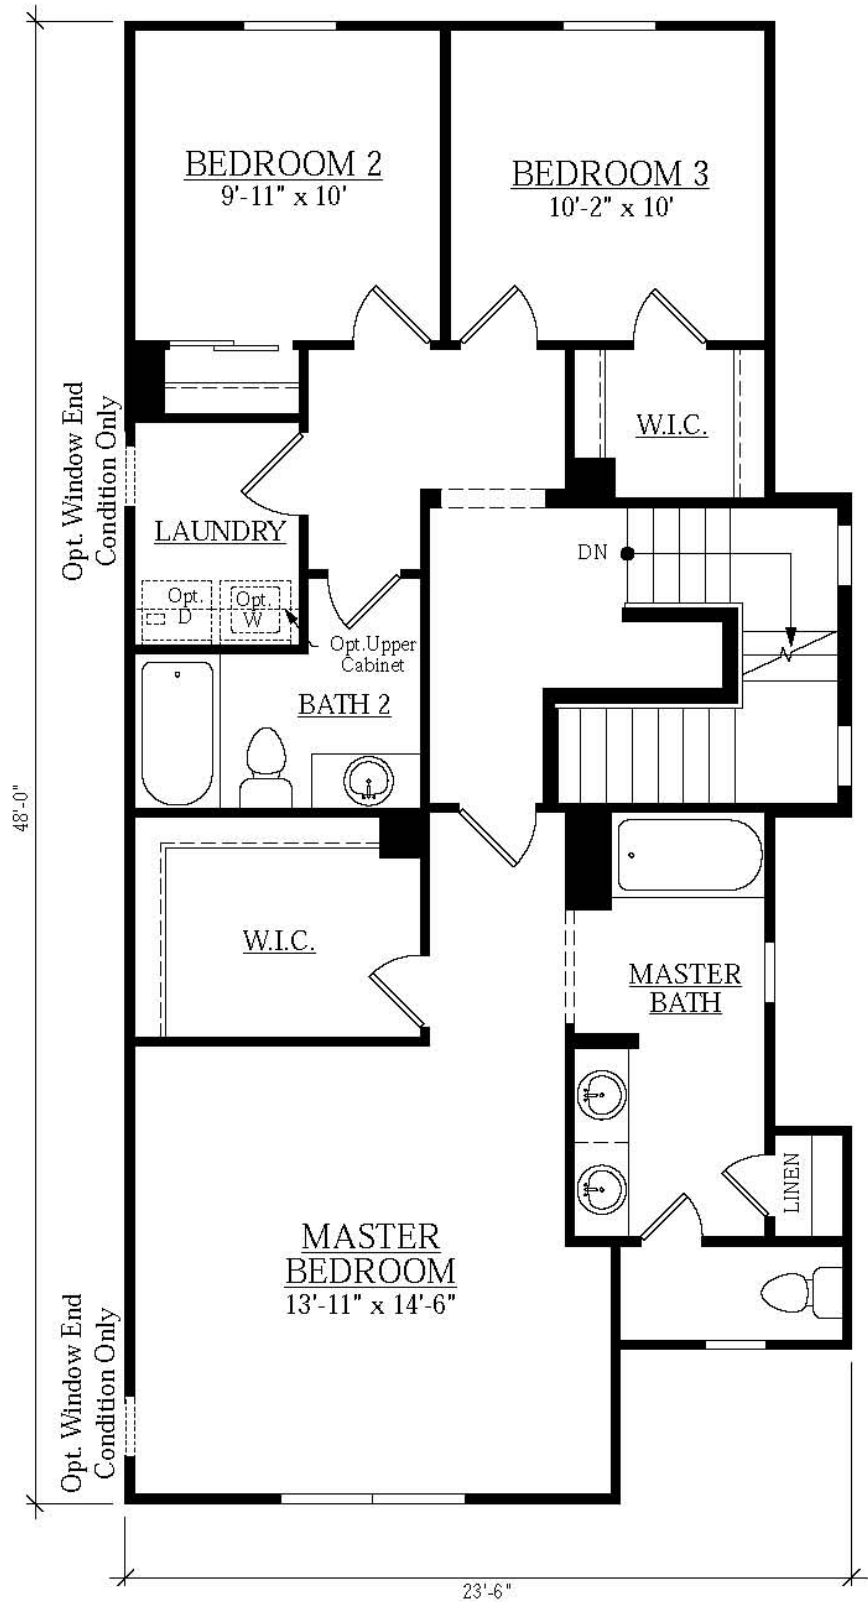 BEDROOM 2
9'-11" x 10'
BEDROOM 3
10'-2" x 10'
Opt. Window End
Condition Only
W.I.C.
LAUNDRY
DN
Opt.
D
Opt.
W
Opt.Upper
Cabinet
BATH 2
48'-0"
W.I.C.
MASTER
BATH
LINEN
MASTER
BEDROOM
13'-11" x 14'-6"
Opt. Window End
Condition Only
23'-6"